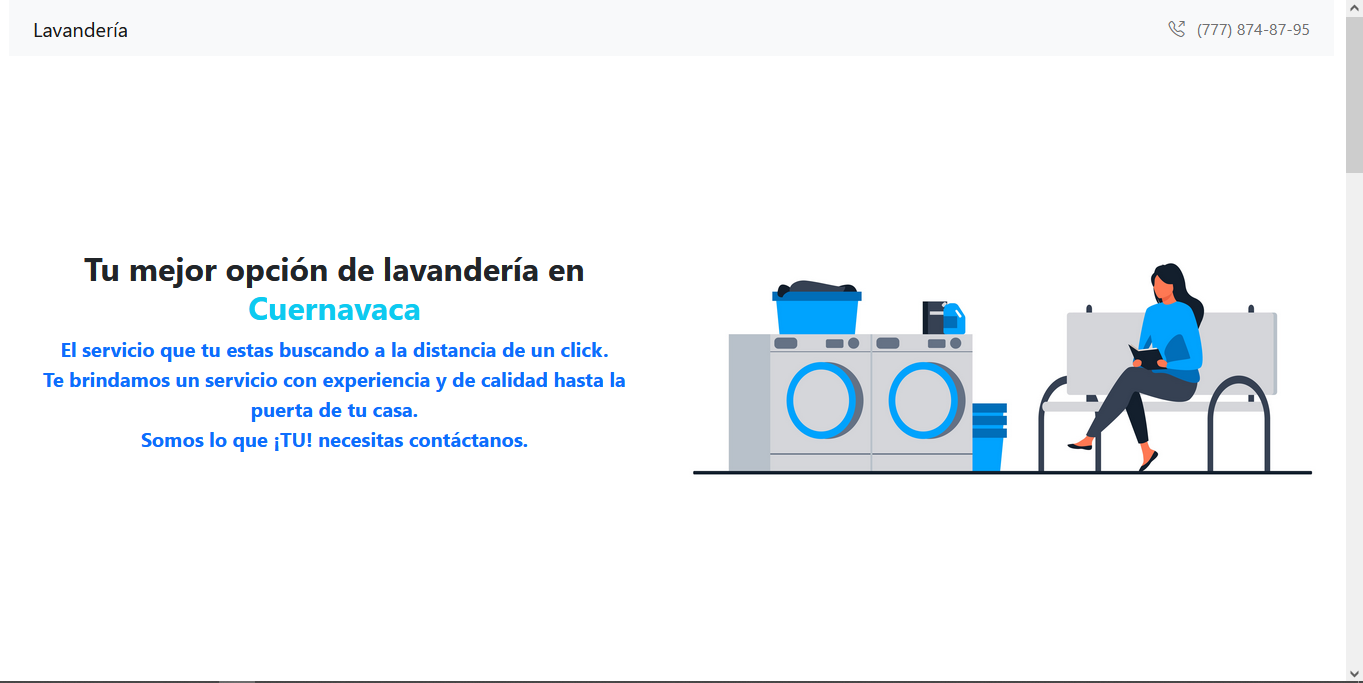 Lavandería
(777) 874-87-95
Tu mejor opción de lavandería en
Cuernavaca
El servicio que tu estas buscando a la distancia de un click.
Te brindamos un servicio con experiencia y de calidad hasta la
puerta de tu casa.
Somos lo que ¡TU! necesitas contáctanos.